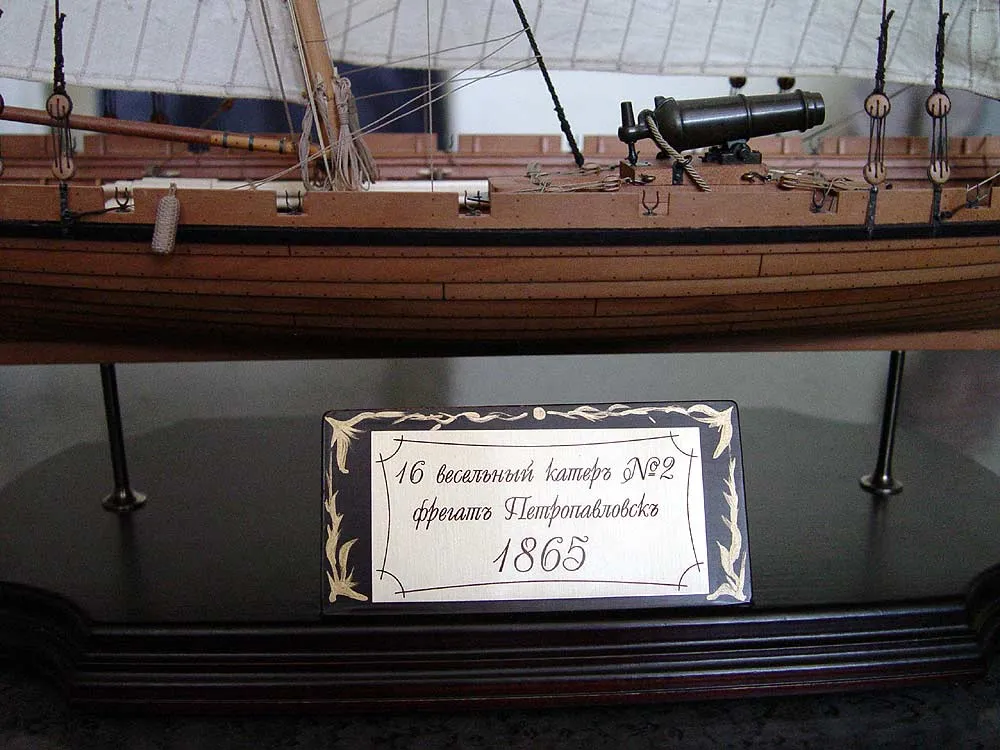 16 весельный катеръ №2
фрегатъ Петропавловскъ
1865